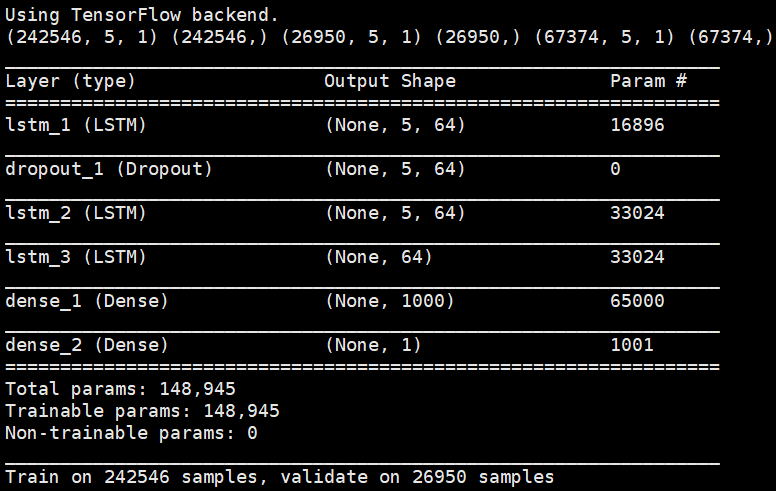 Using TensorFlow backend.
(242546, 5, 1) (242546,) (26950, 5, 1) (26950,) (67374, 5, 1) (67374,)
_________________________________________________________________
Layer (type)                 Output Shape              Param #
=================================================================
lstm_1 (LSTM)                (None, 5, 64)             16896
_________________________________________________________________
dropout_1 (Dropout)          (None, 5, 64)             0
_________________________________________________________________
lstm_2 (LSTM)                (None, 5, 64)             33024
_________________________________________________________________
lstm_3 (LSTM)                (None, 64)                33024
_________________________________________________________________
dense_1 (Dense)              (None, 1000)              65000
_________________________________________________________________
dense_2 (Dense)              (None, 1)                 1001
=================================================================
Total params: 148,945
Trainable params: 148,945
Non-trainable params: 0
_________________________________________________________________
Train on 242546 samples, validate on 26950 samples